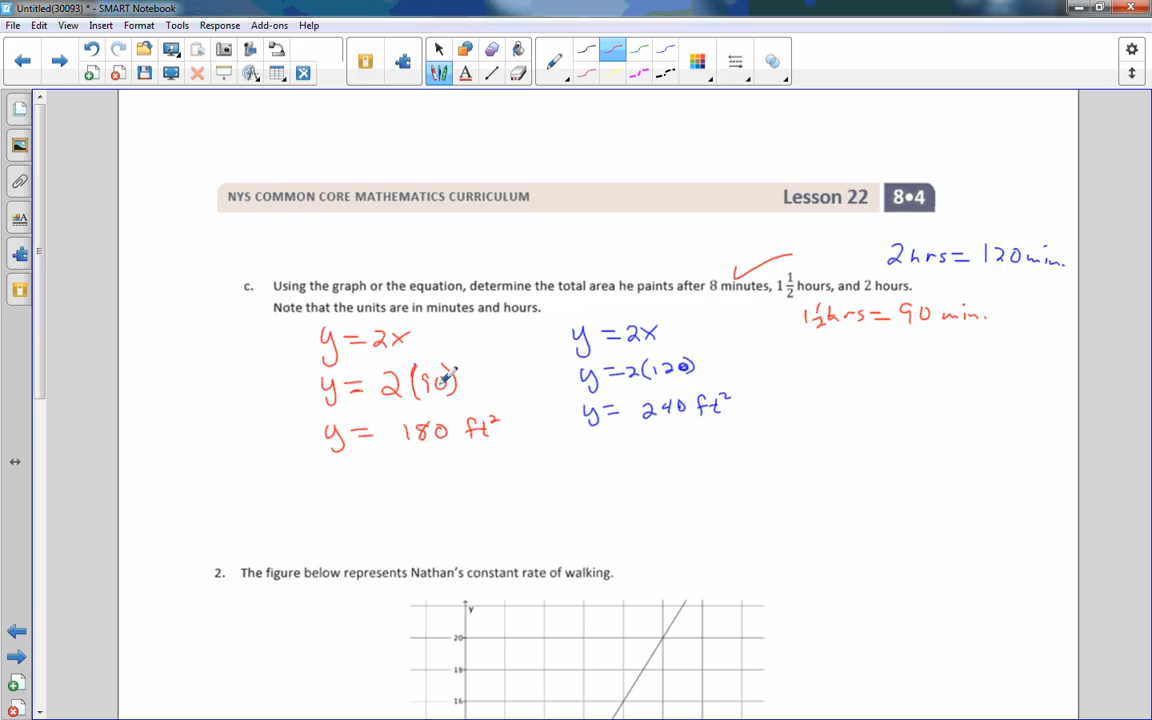 Untitled(30093) * - SMART Notebook
File Edit View Insert Format Tools Response Add-ons Help
NYS COMMON CORE MATHEMATICS CURRICULUM Lesson 22 8•4
2hrs = 120 min.
c. Using the graph or the equation, determine the total area he paints after 8 minutes, 1 1/2 hours, and 2 hours.
Note that the units are in minutes and hours.
1 1/2 hrs = 90 min.
y = 2x y = 2x
y = 2(90) y = 2(120)
y = 180 ft² y = 240 ft²
2. The figure below represents Nathan's constant rate of walking.
y
20
18
16